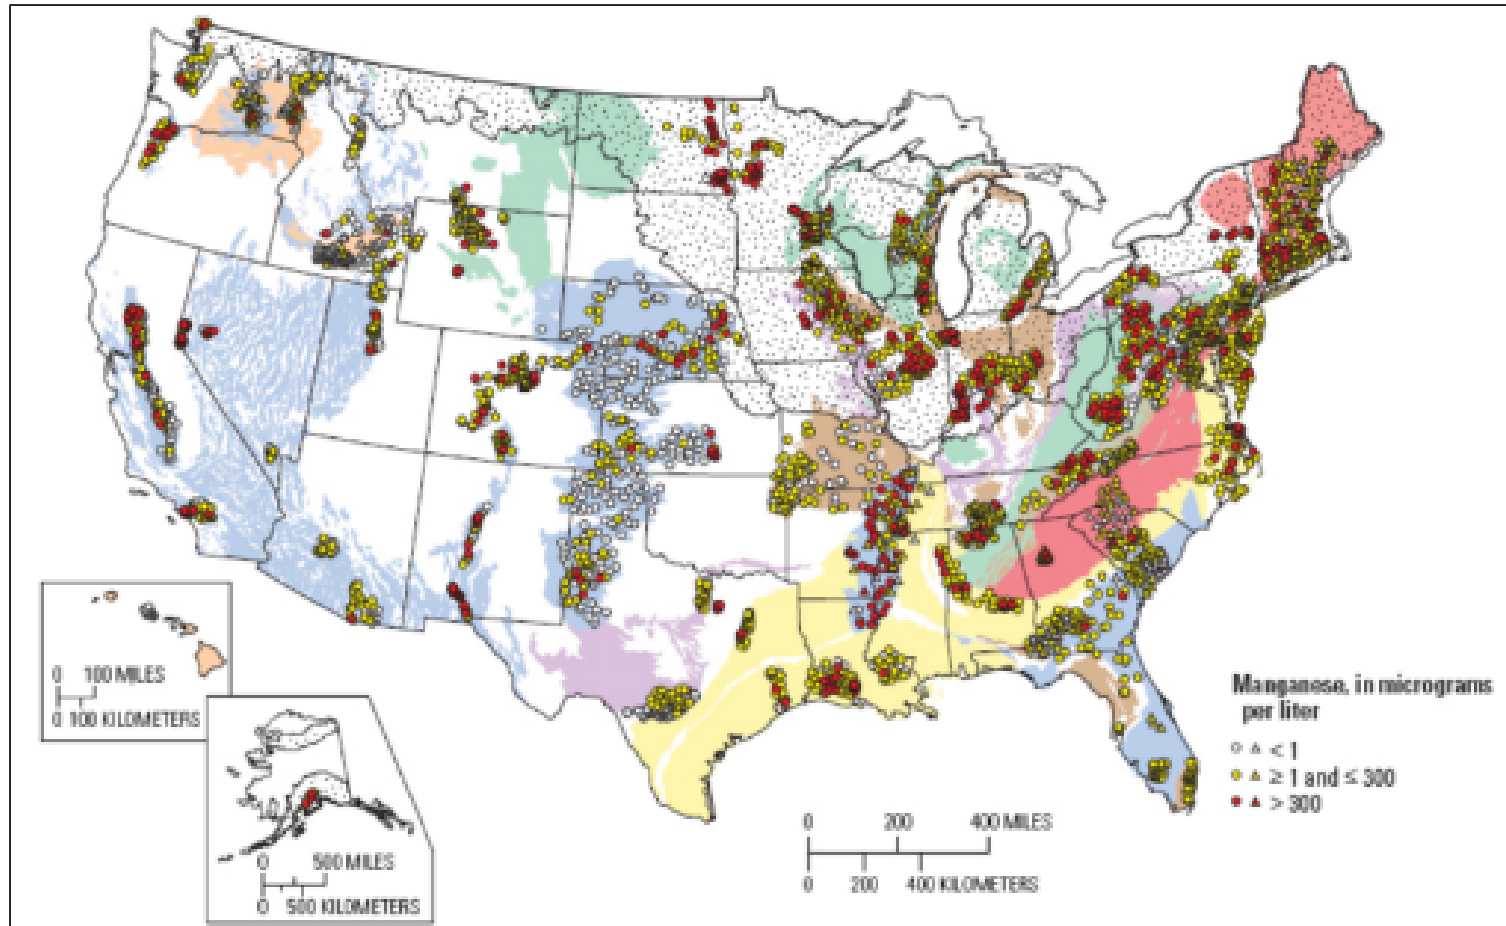 0 100 MILES
0 100 KILOMETERS
0 500 MILES
0 500 KILOMETERS
0 200 400 MILES
0 200 400 KILOMETERS
Manganese, in micrograms
per liter
< 1
≥ 1 and ≤ 300
> 300